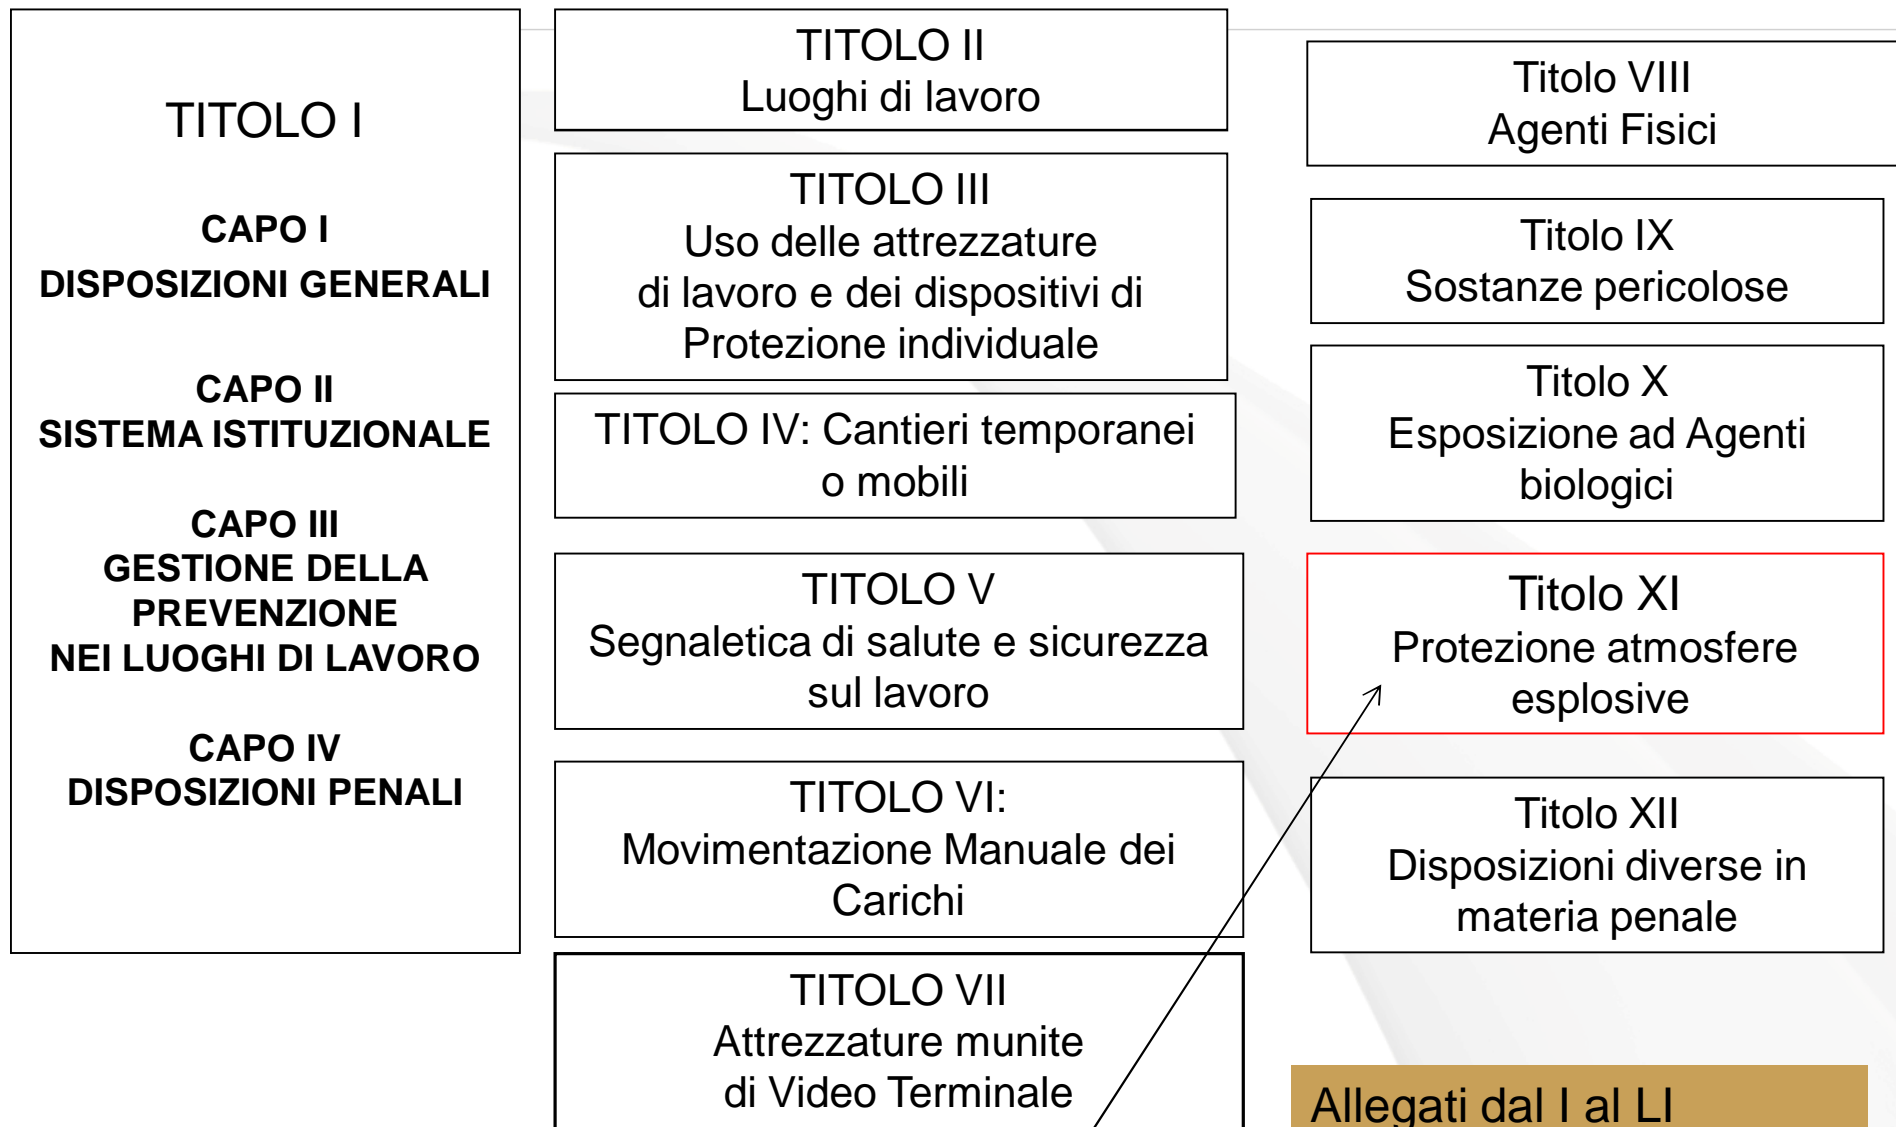 TITOLO I
CAPO I
DISPOSIZIONI GENERALI
CAPO II
SISTEMA ISTITUZIONALE
CAPO III
GESTIONE DELLA
PREVENZIONE
NEI LUOGHI DI LAVORO
CAPO IV
DISPOSIZIONI PENALI
TITOLO II
Luoghi di lavoro
TITOLO III
Uso delle attrezzature
di lavoro e dei dispositivi di
Protezione individuale
TITOLO IV: Cantieri temporanei
o mobili
TITOLO V
Segnaletica di salute e sicurezza
sul lavoro
TITOLO VI:
Movimentazione Manuale dei
Carichi
TITOLO VII
Attrezzature munite
di Video Terminale
Titolo VIII
Agenti Fisici
Titolo IX
Sostanze pericolose
Titolo X
Esposizione ad Agenti
biologici
Titolo XI
Protezione atmosfere
esplosive
Titolo XII
Disposizioni diverse in
materia penale
Allegati dal I al LI